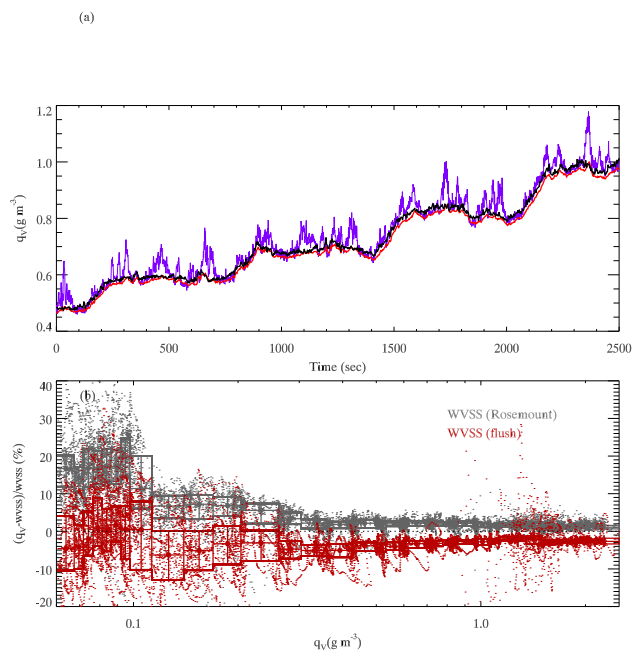 (a)
1.2
1.0
0.8
0.6
0.4
q_v(g m^-3)
0 500 1000 1500 2000 2500
Time (sec)
(b)
40
30
20
10
0
-10
-20
(q_v-wvss)/wvss (%)
WVSS (Rosemount)
WVSS (flush)
0.1 1.0
q_v(g m^-3)